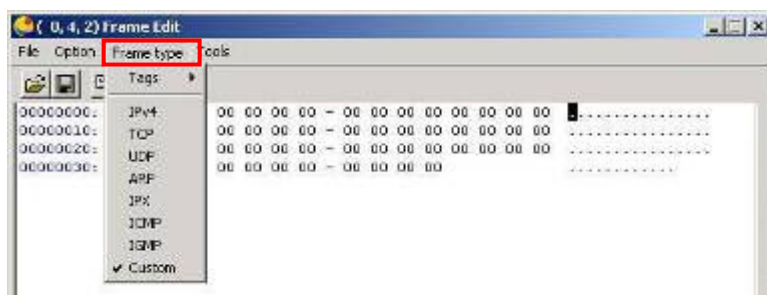 ( 0, 4, 2) Frame Edit
File Option Frame type Tools
Tags
00000000: 00 00 00 00 - 00 00 00 00 00 00 00 00 ................
00000010: 00 00 00 00 - 00 00 00 00 00 00 00 00 ................
00000020: 00 00 00 00 - 00 00 00 00 00 00 00 00 ................
00000030: 00 00 00 00 - 00 00 00 00 ............
IPv4
TCP
UDP
ARP
IPX
ICMP
IGMP
✔ Custom